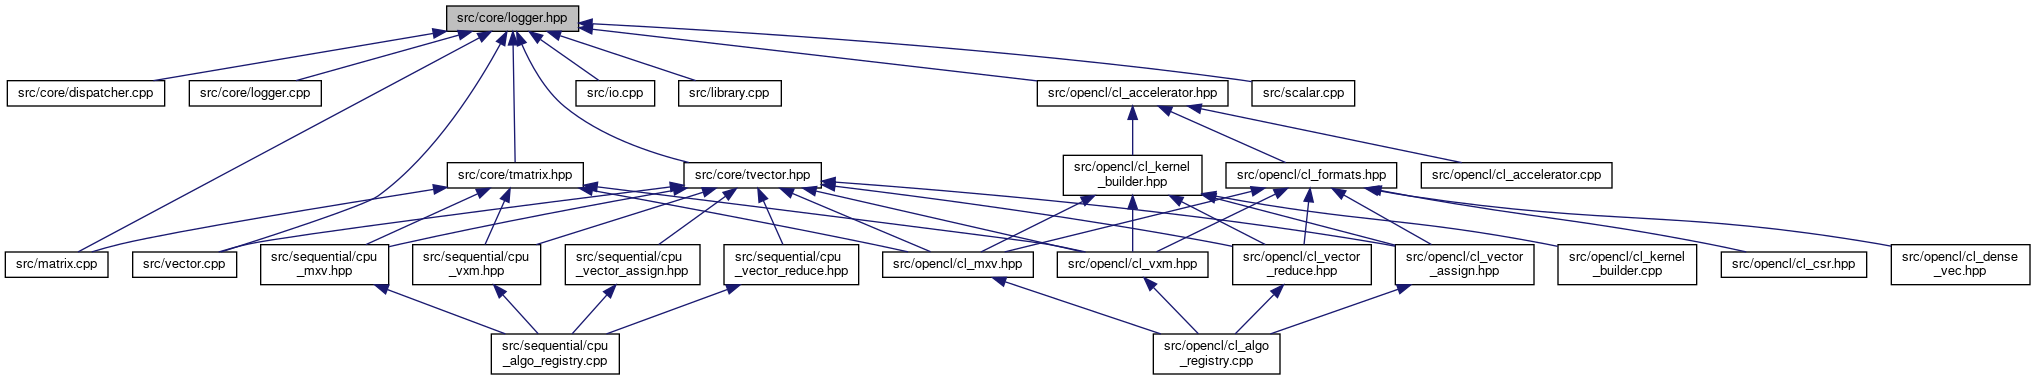 src/core/logger.hpp
src/core/dispatcher.cpp
src/core/logger.cpp
src/io.cpp
src/library.cpp
src/opencl/cl_accelerator.hpp
src/scalar.cpp
src/core/tmatrix.hpp
src/core/tvector.hpp
src/opencl/cl_kernel
_builder.hpp
src/opencl/cl_formats.hpp
src/opencl/cl_accelerator.cpp
src/matrix.cpp
src/vector.cpp
src/sequential/cpu
_mxv.hpp
src/sequential/cpu
_vxm.hpp
src/sequential/cpu
_vector_assign.hpp
src/sequential/cpu
_vector_reduce.hpp
src/opencl/cl_mxv.hpp
src/opencl/cl_vxm.hpp
src/opencl/cl_vector
_reduce.hpp
src/opencl/cl_vector
_assign.hpp
src/opencl/cl_kernel
_builder.cpp
src/opencl/cl_csr.hpp
src/opencl/cl_dense
_vec.hpp
src/sequential/cpu
_algo_registry.cpp
src/opencl/cl_algo
_registry.cpp